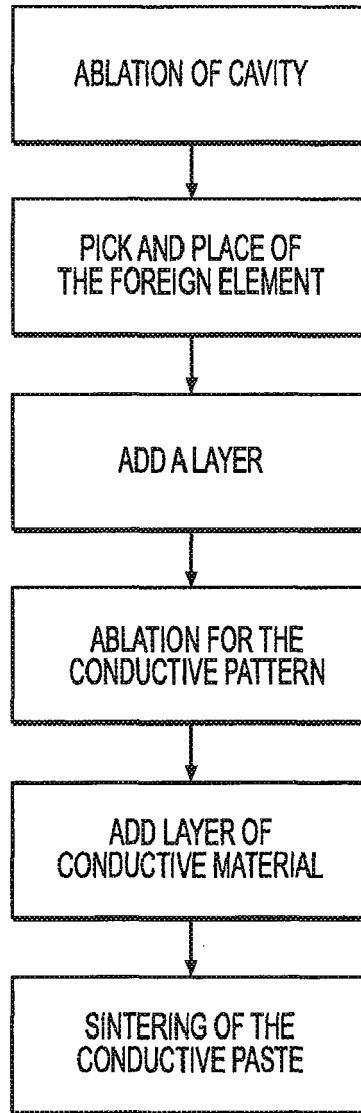 ABLATION OF CAVITY
PICK AND PLACE OF
THE FOREIGN ELEMENT
ADD A LAYER
ABLATION FOR THE
CONDUCTIVE PATTERN
ADD LAYER OF
CONDUCTIVE MATERIAL
SINTERING OF THE
CONDUCTIVE PASTE